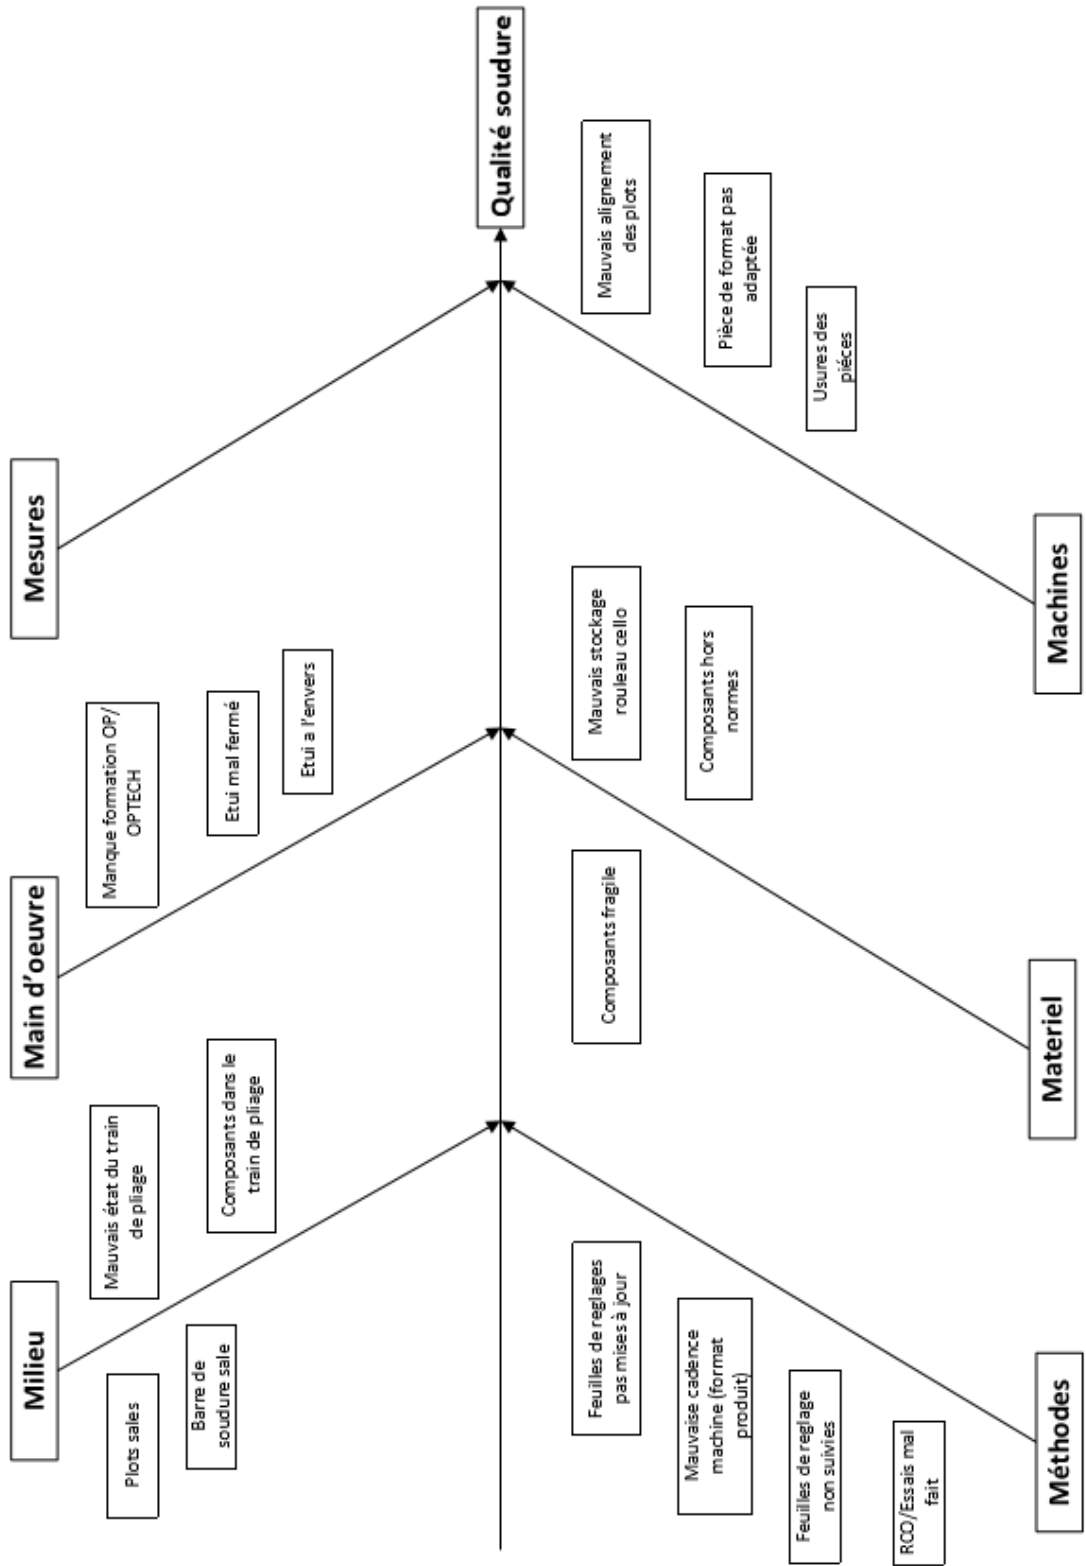 Milieu
Plots sales
Barre de
soudure sale
Mauvais état du train
de pliage
Composants dans le
train de pliage
Main d'oeuvre
Manque formation OP/
OPTECH
Etui mal fermé
Etui a l'envers
Mesures
Qualité soudure
Méthodes
Feuilles de reglages
pas mises à jour
Mauvaise cadence
machine (format
produit)
Feuilles de reglage
non suivies
RCO/Essais mal
fait
Materiel
Composants fragile
Mauvais stockage
rouleau cello
Composants hors
normes
Machines
Mauvais alignement
des plots
Pièce de format pas
adaptée
Usures des
piéces